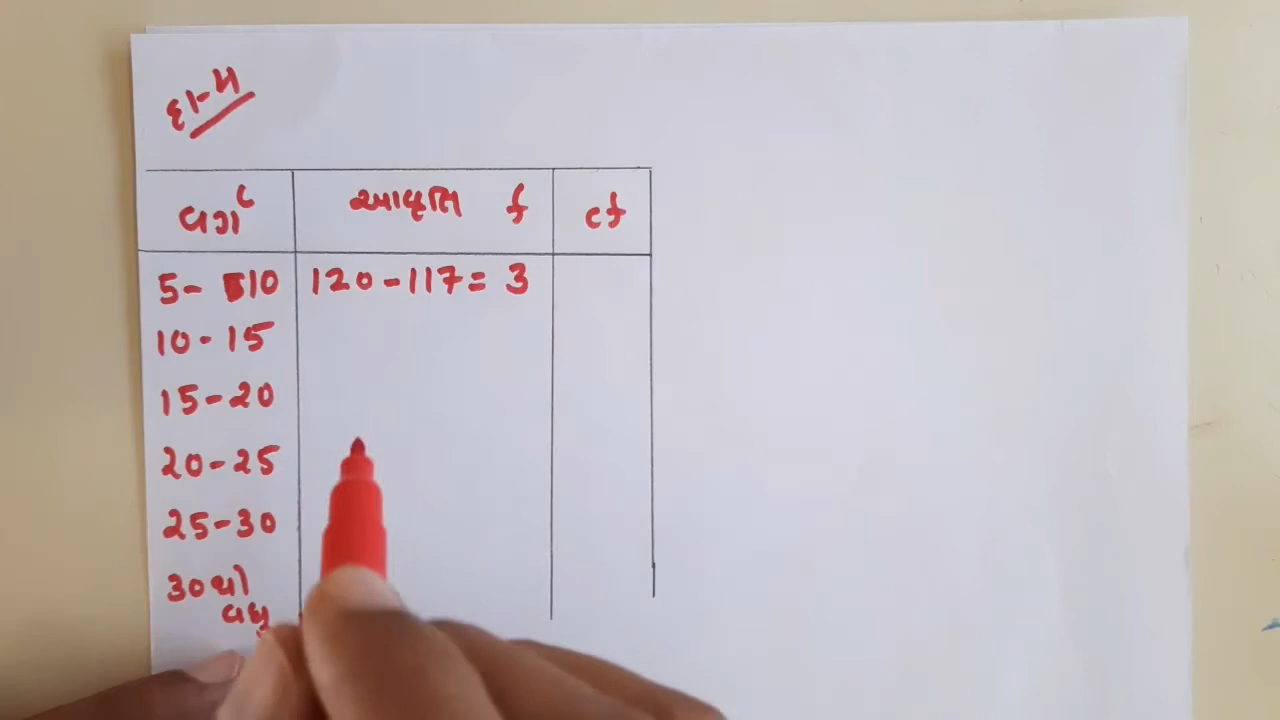 દા-૫
વર્ગ આવૃત્તિ f cf
5- 10 120-117= 3
10-15
15-20
20-25
25-30
30થી
વધુ